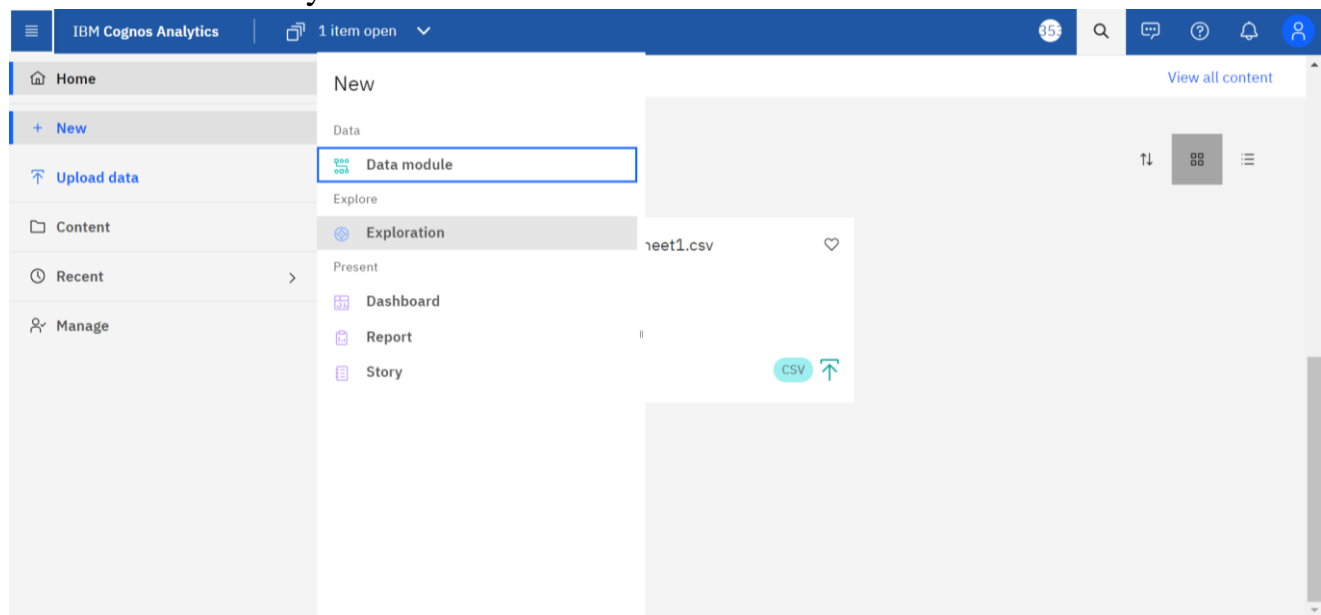 IBM Cognos Analytics
1 item open
Home
New
Upload data
Content
Recent
Manage
New
Data
Data module
Explore
Exploration
Present
Dashboard
Report
Story
View all content
heet1.csv
CSV